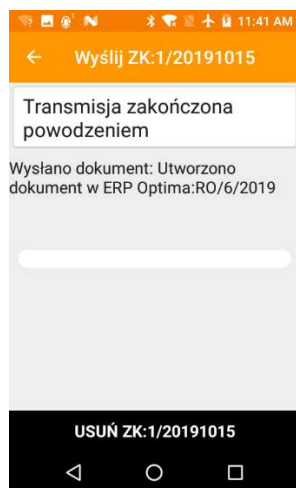 11:41 AM
Wyślij ZK:1/20191015
Transmisja zakończona
powodzeniem
Wysłano dokument: Utworzono
dokument w ERP Optima:RO/6/2019
USUŃ ZK:1/20191015